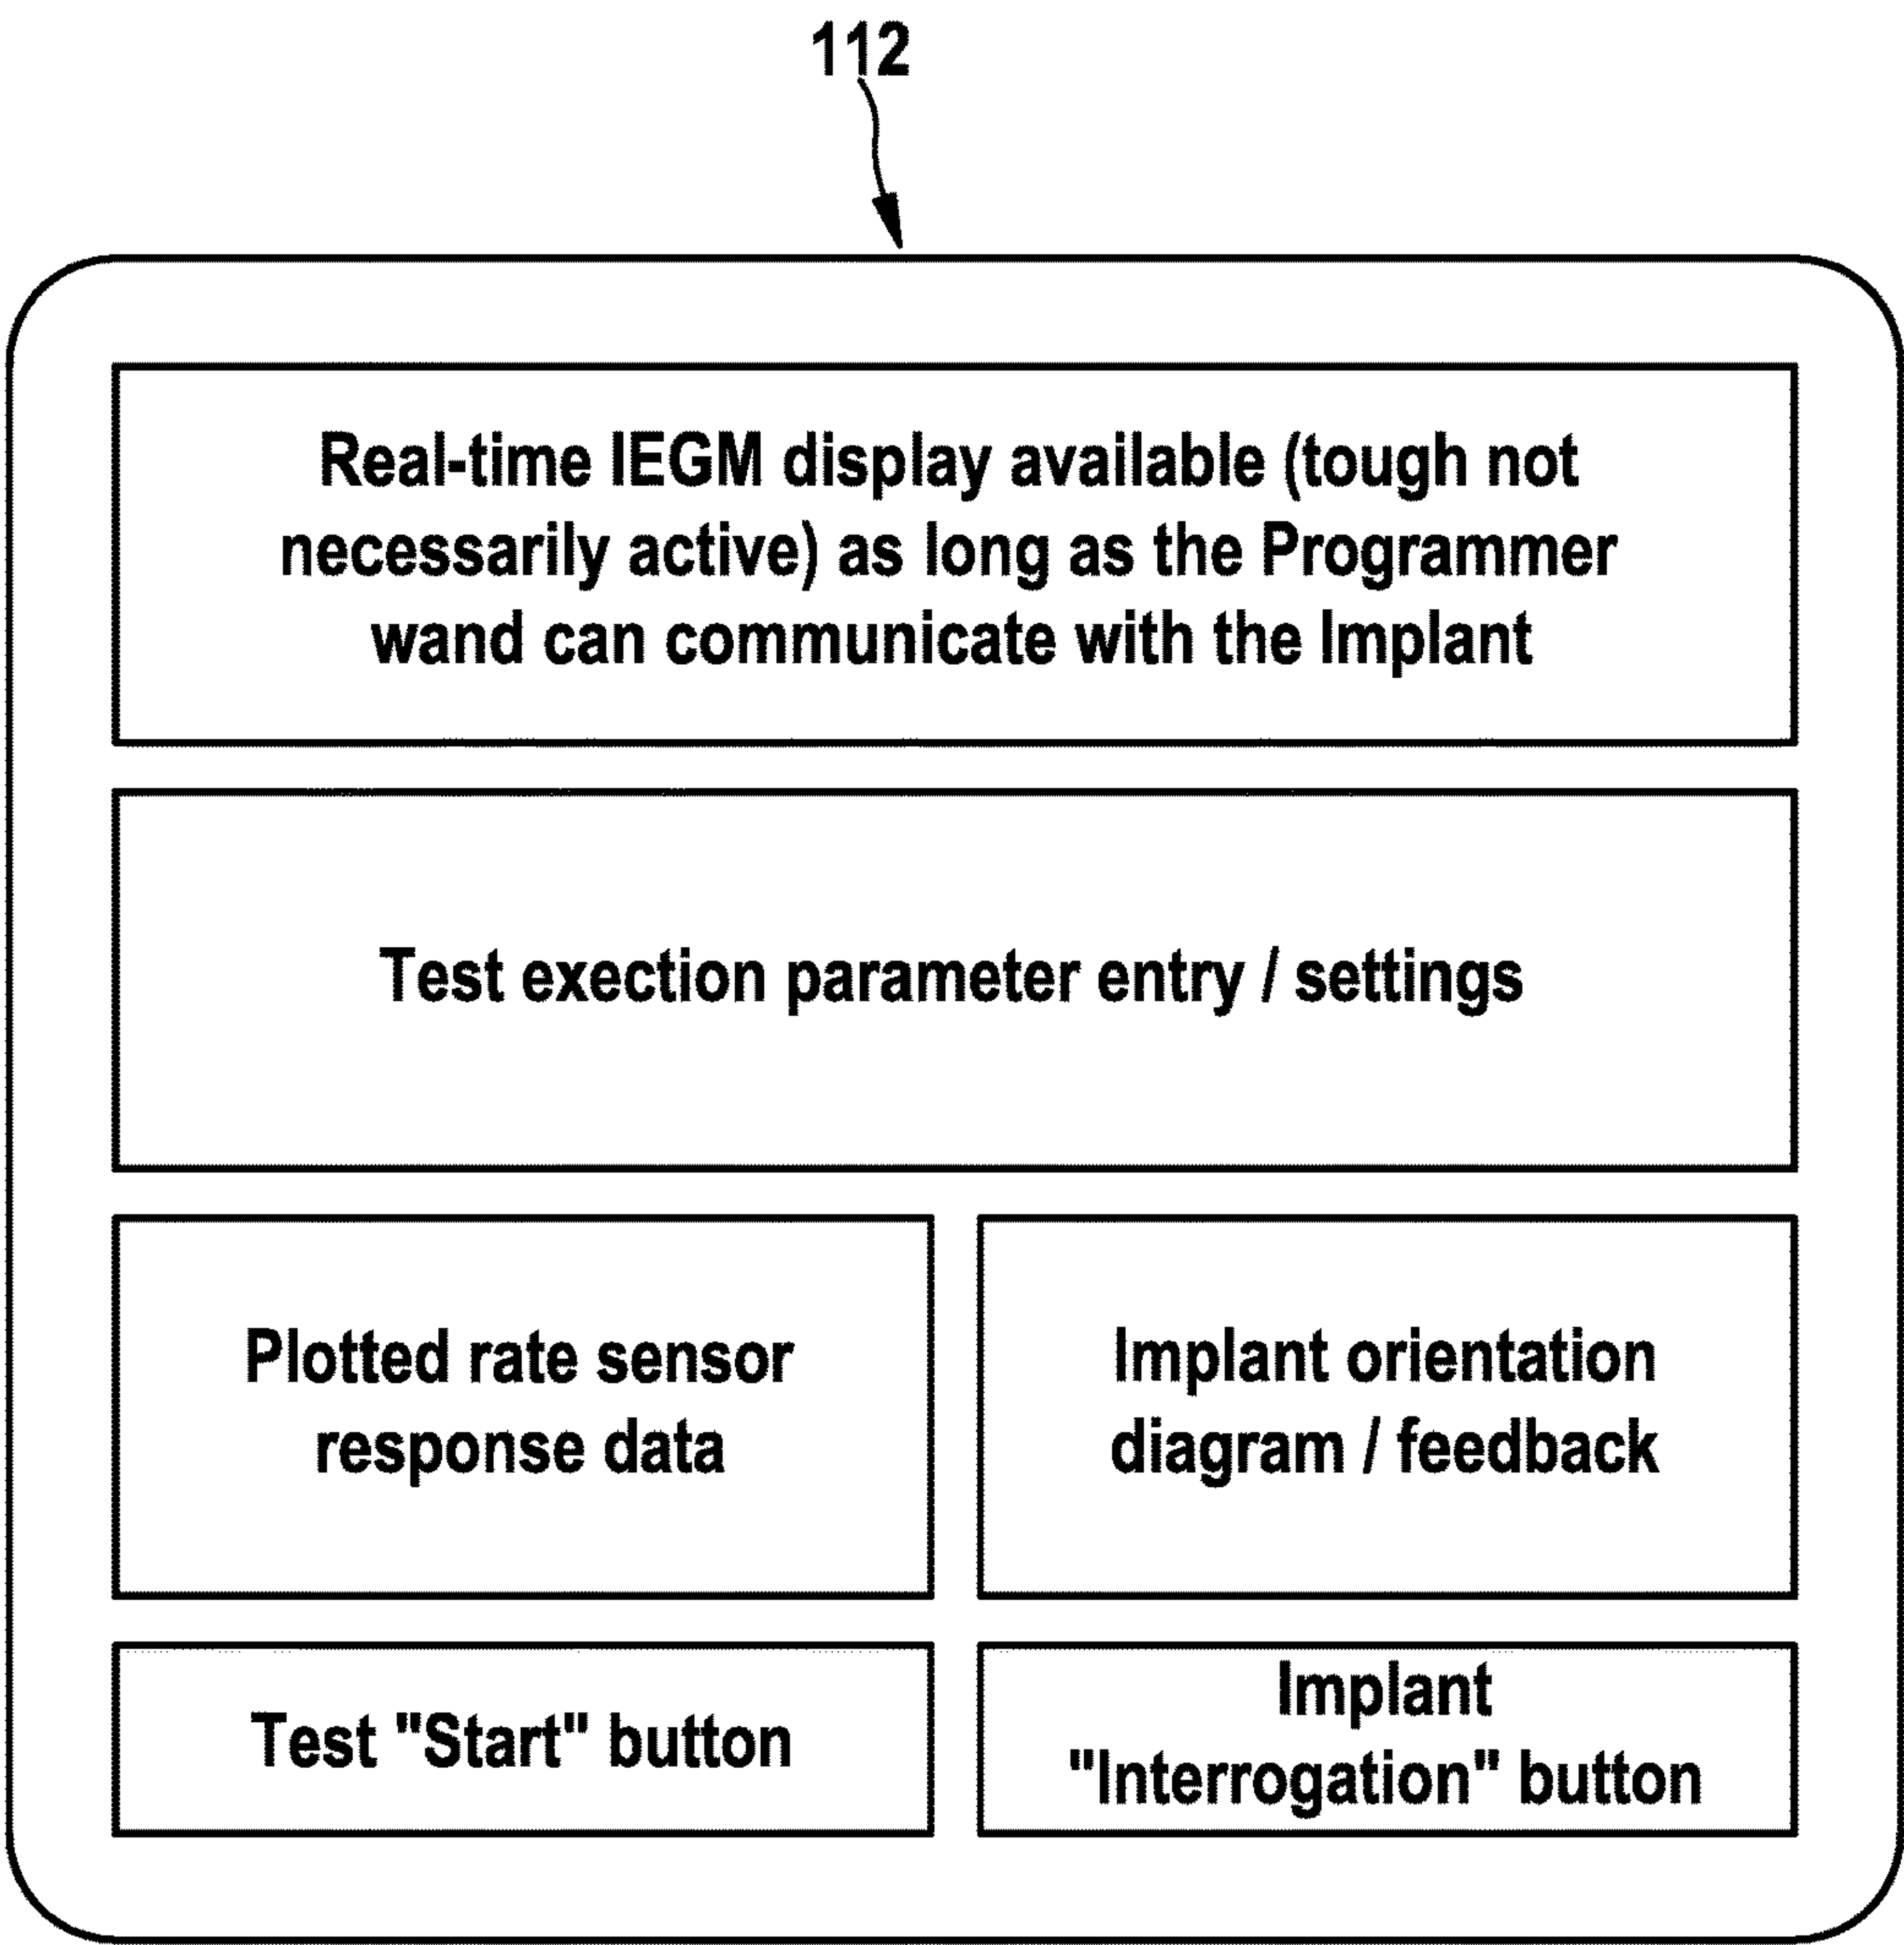 112
Real-time IEGM display available (tough not
necessarily active) as long as the Programmer
wand can communicate with the Implant
Test exection parameter entry / settings
Plotted rate sensor
response data
Implant orientation
diagram / feedback
Test "Start" button
Implant
"Interrogation" button